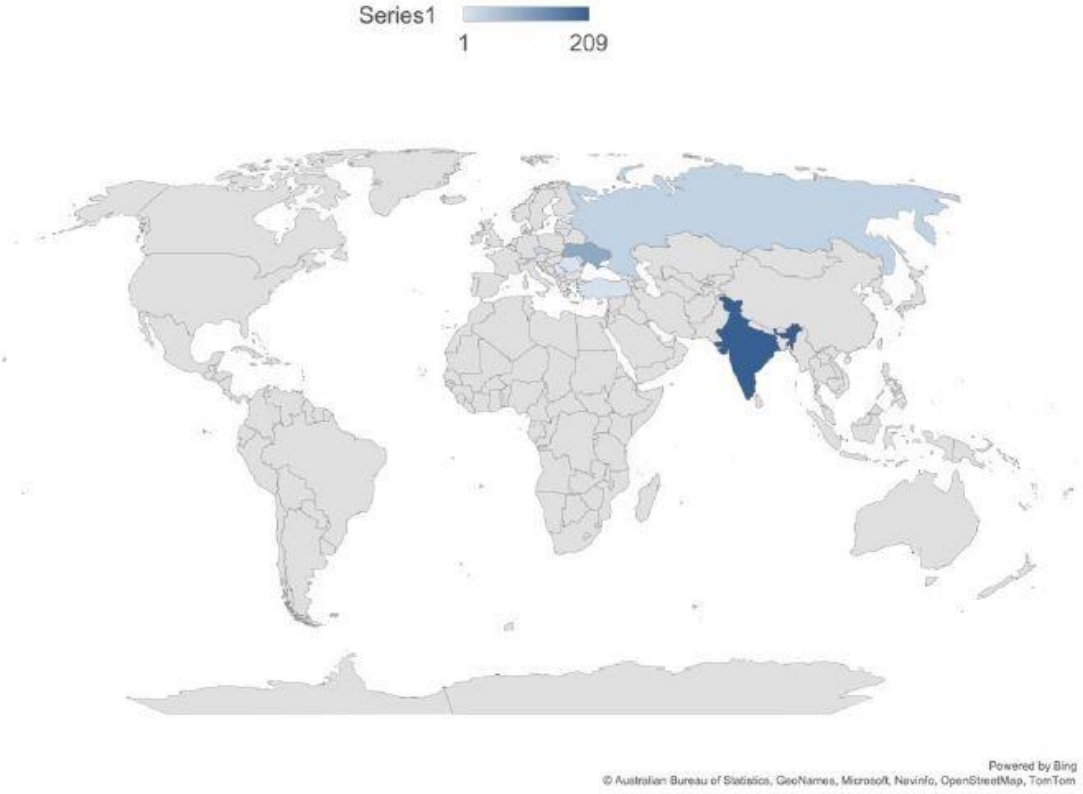 Series1
1 209
Powered by Bing
© Australian Bureau of Statistics, GeoNames, Microsoft, Navinfo, OpenStreetMap, TomTom